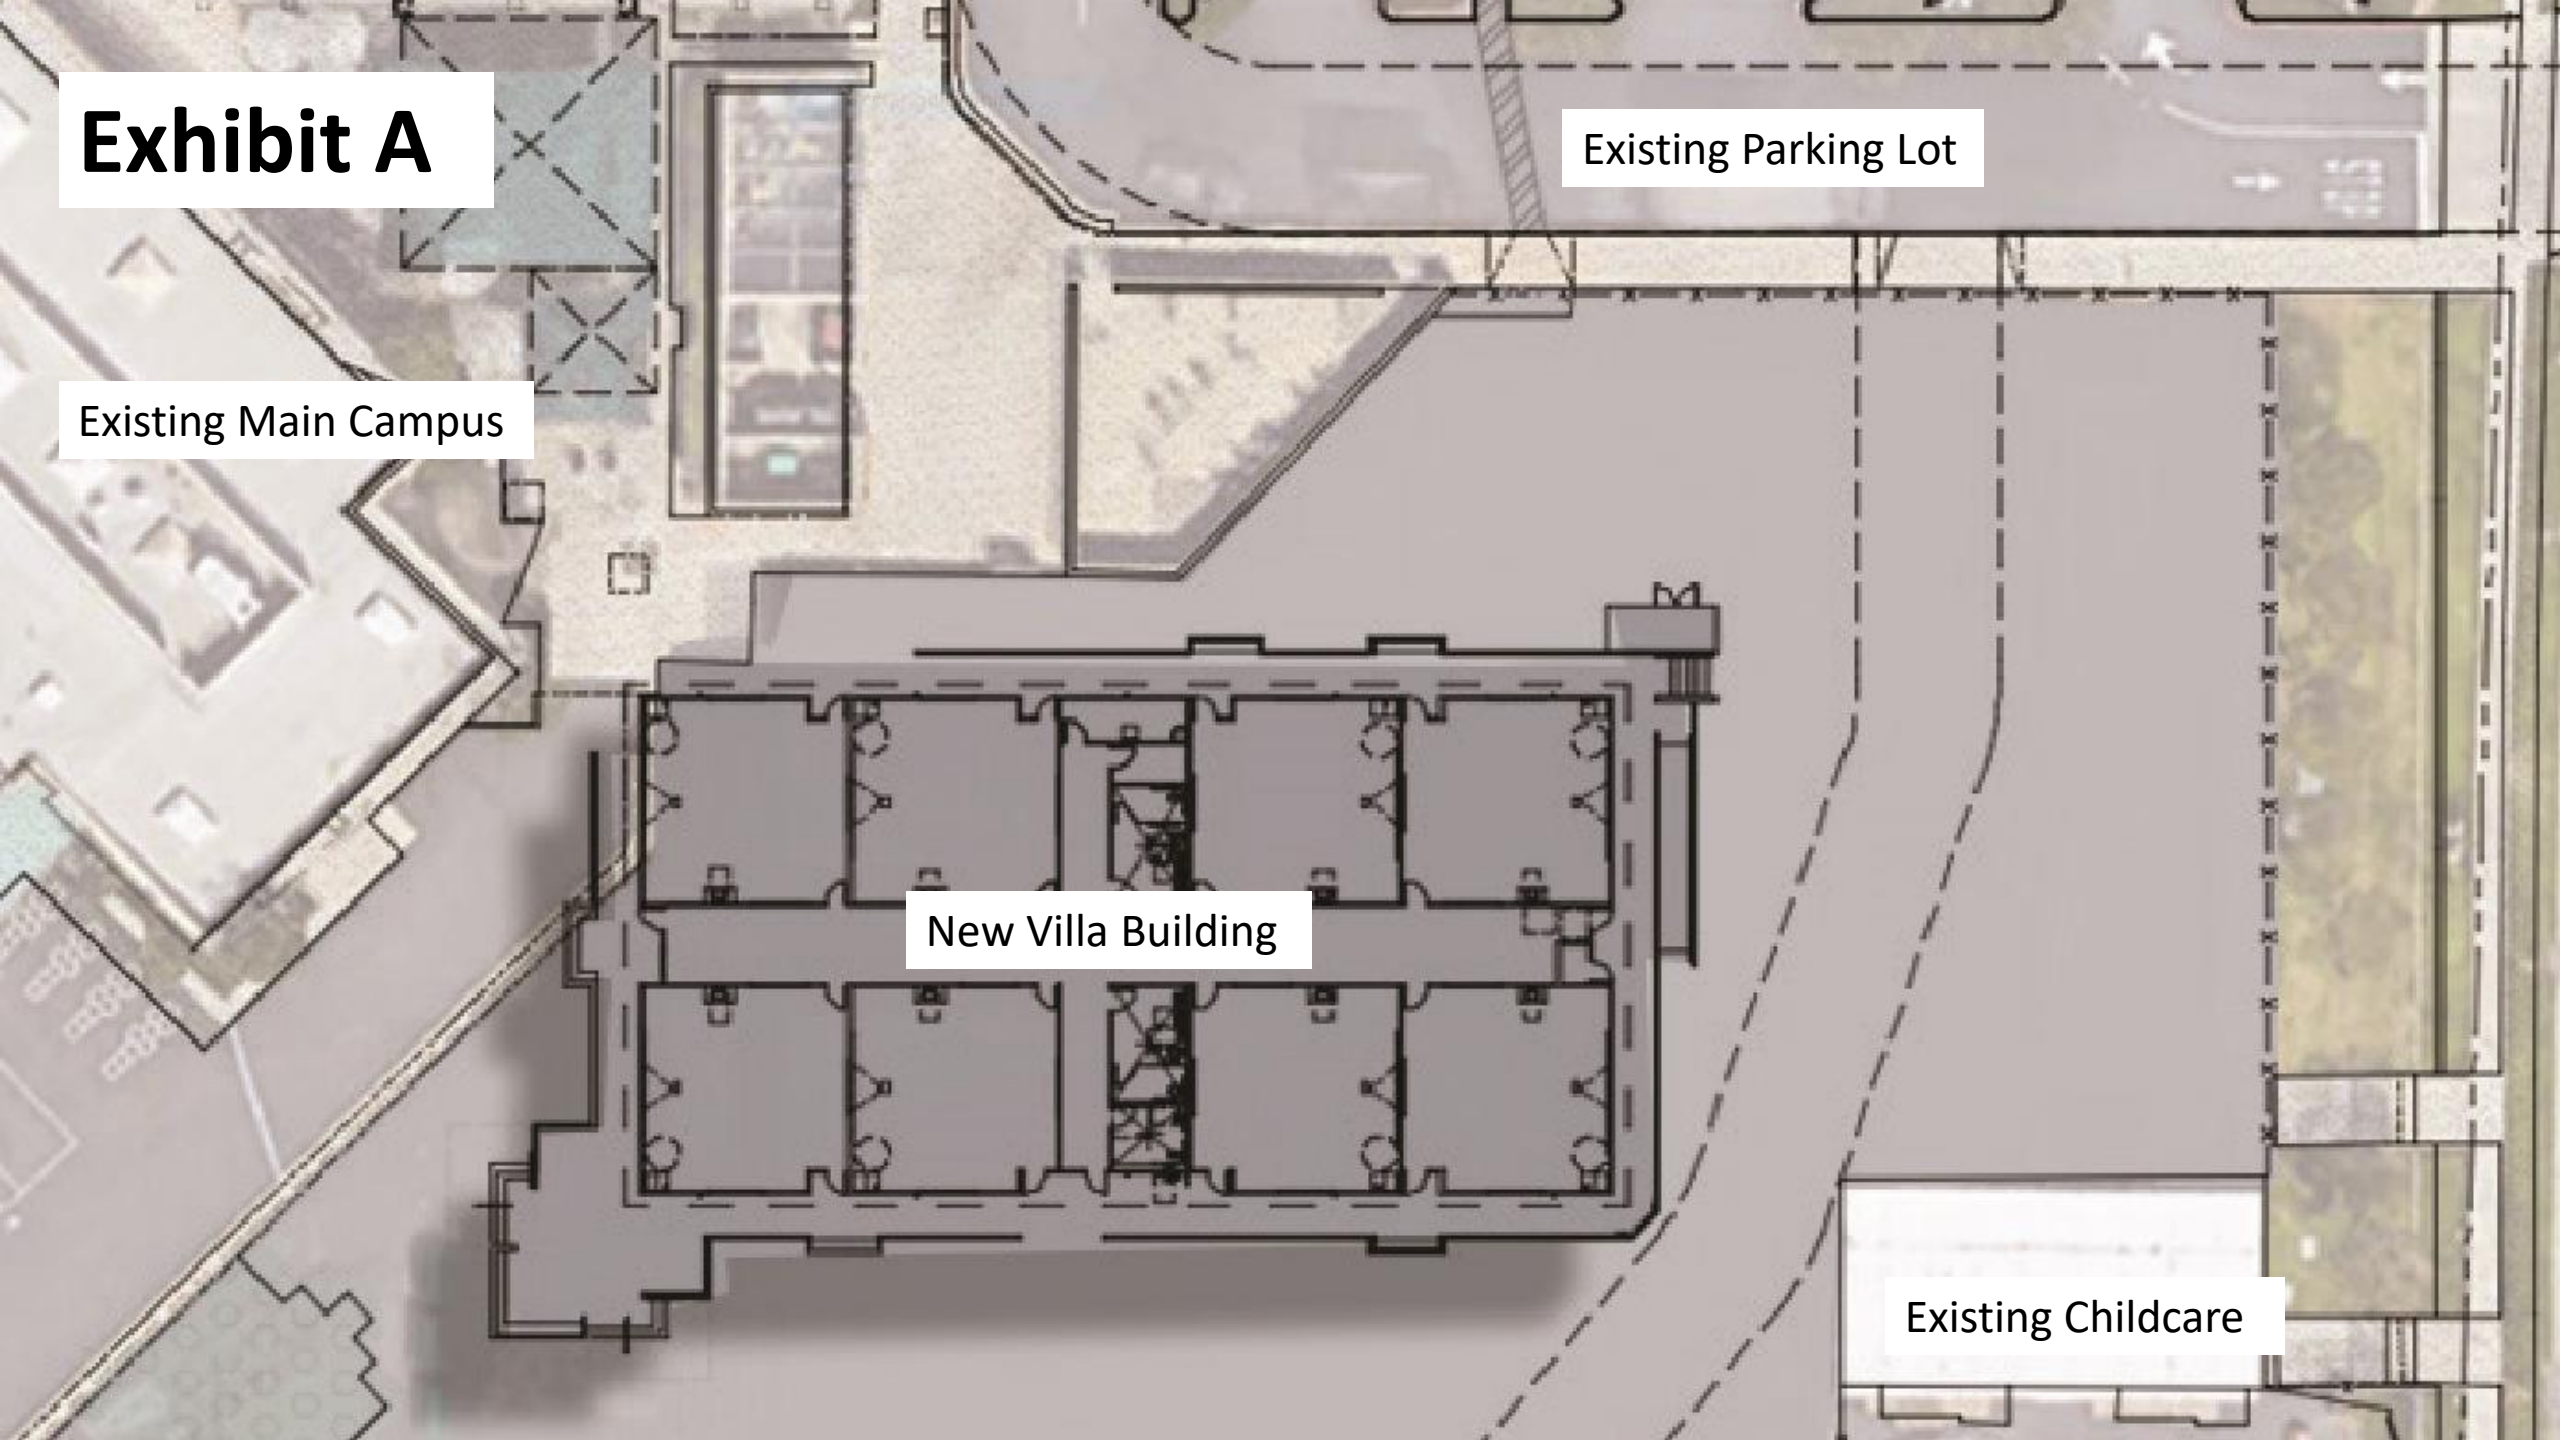 Exhibit A
Existing Parking Lot
Existing Main Campus
New Villa Building
Existing Childcare